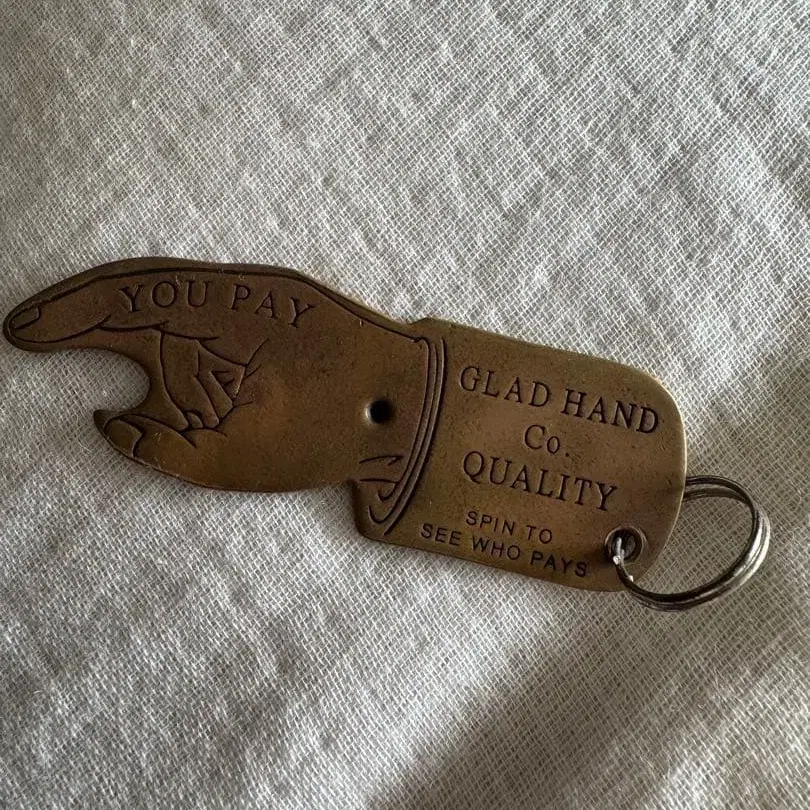 YOU PAY
GLAD HAND
Co.
QUALITY
SPIN TO
SEE WHO PAYS